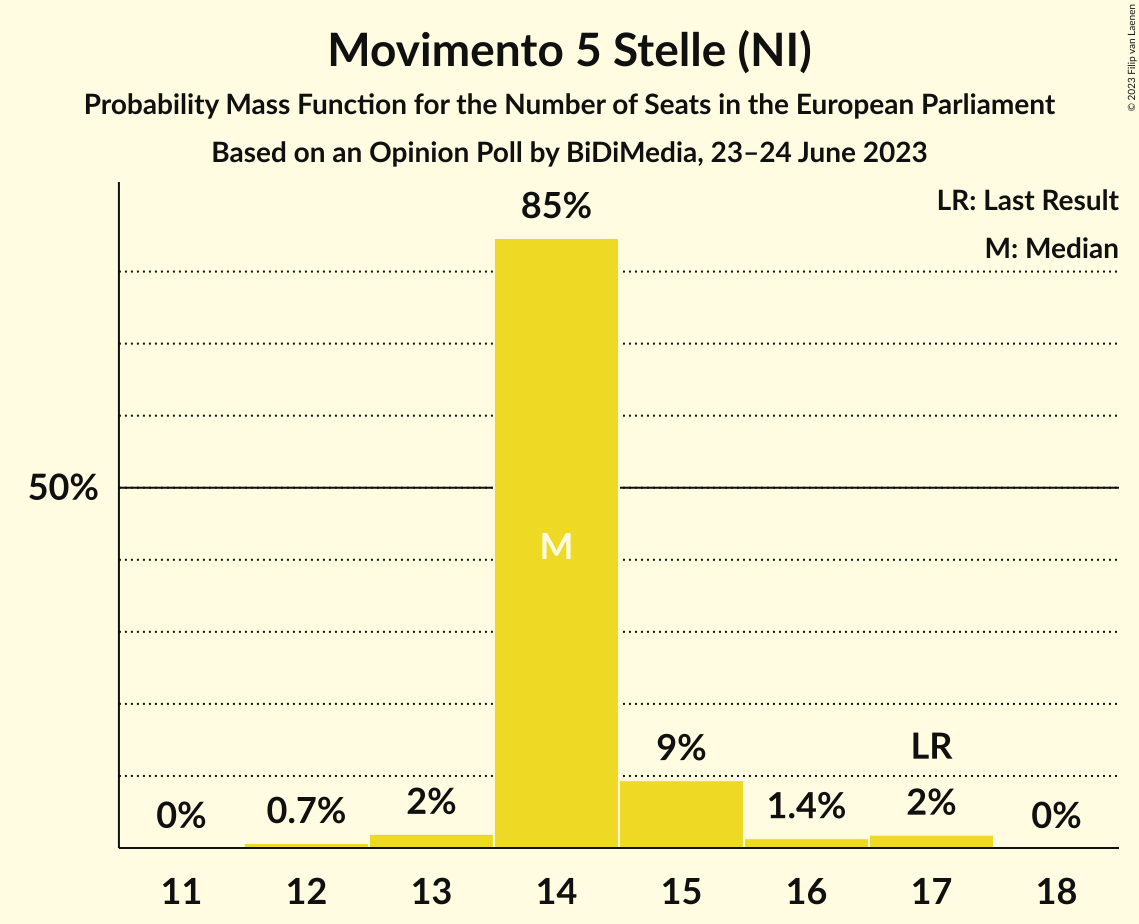 Movimento 5 Stelle (NI)
Probability Mass Function for the Number of Seats in the European Parliament
Based on an Opinion Poll by BiDiMedia, 23–24 June 2023
© 2023 Filip van Laenen
LR: Last Result
M: Median
85%
50%
M
9%
LR
0%
0.7%
2%
1.4%
2%
0%
11
12
13
14
15
16
17
18